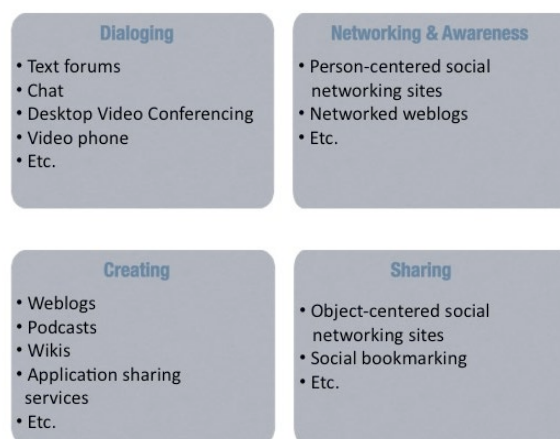 Dialoging
• Text forums
• Chat
• Desktop Video Conferencing
• Video phone
• Etc.
Networking & Awareness
• Person-centered social
networking sites
• Networked weblogs
• Etc.
Creating
• Weblogs
• Podcasts
• Wikis
• Application sharing
services
• Etc.
Sharing
• Object-centered social
networking sites
• Social bookmarking
• Etc.